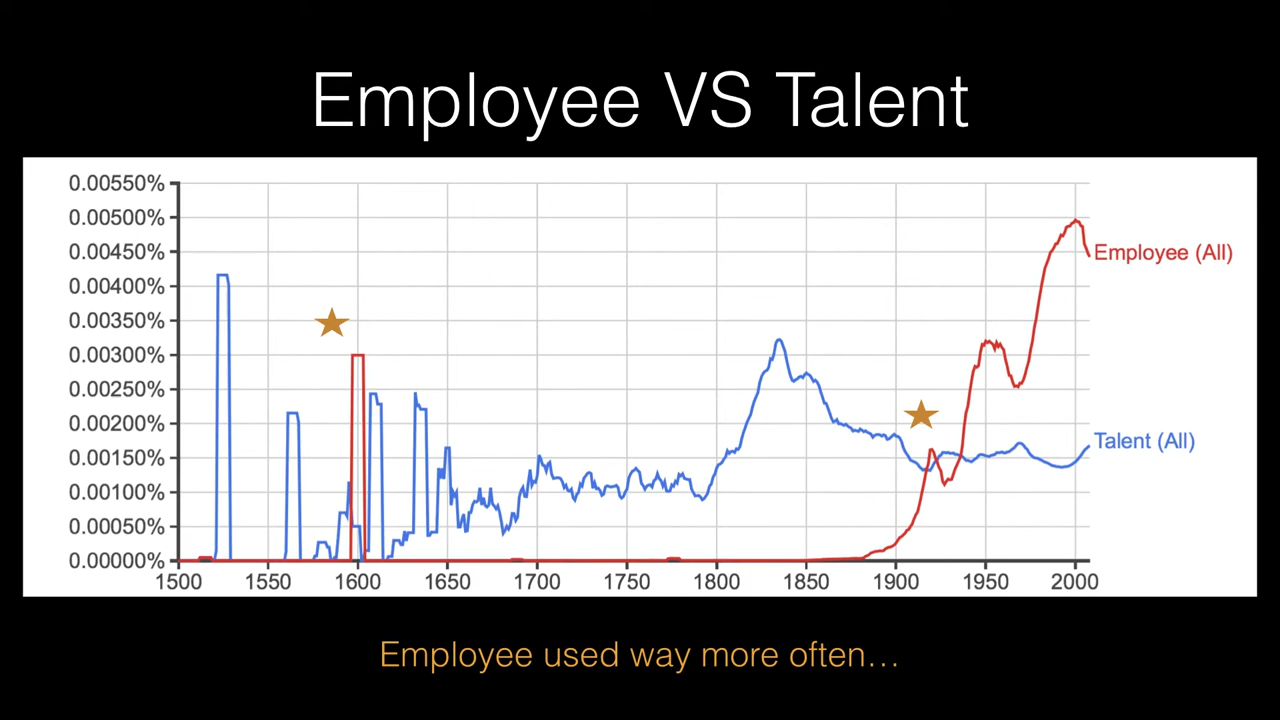 Employee VS Talent
0.00550%
0.00500%
0.00450%
Employee (All)
0.00400%
0.00350%
0.00300%
0.00250%
0.00200%
Talent (All)
0.00150%
0.00100%
0.00050%
0.00000%
1500 1550 1600 1650 1700 1750 1800 1850 1900 1950 2000
Employee used way more often…